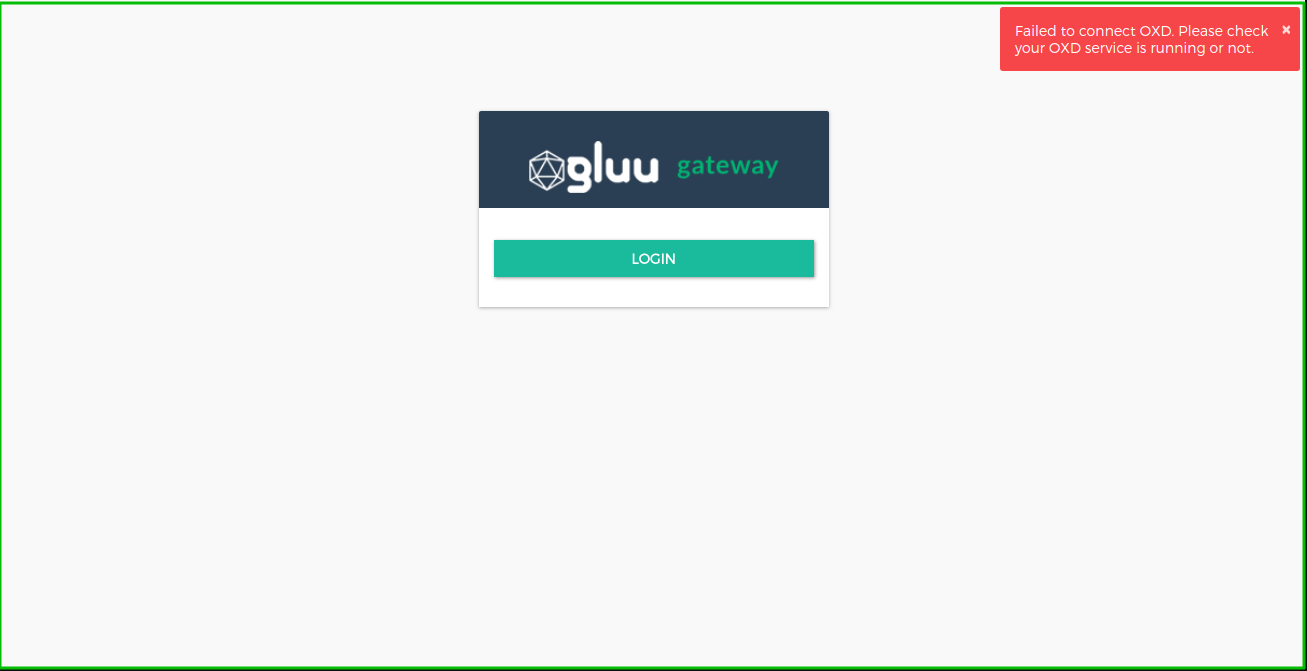 Failed to connect OXD. Please check
your OXD service is running or not.
✖
gluu gateway
LOGIN